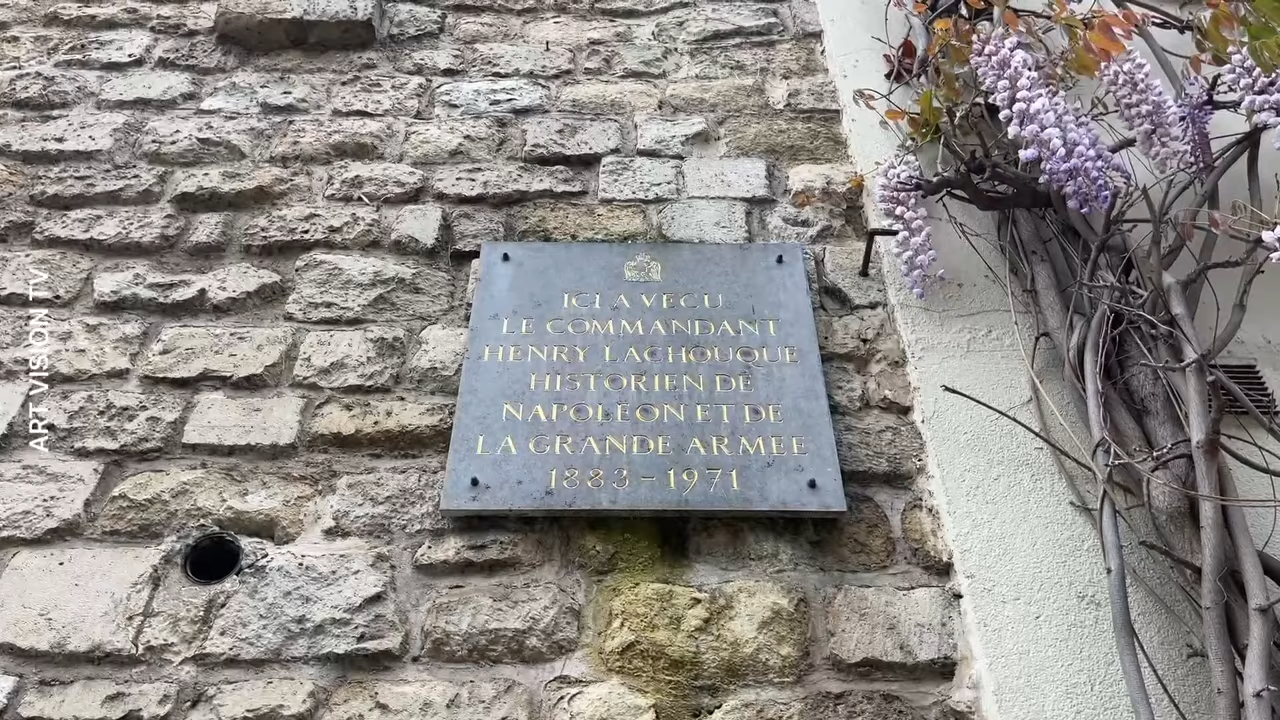 ICI A VECU
LE COMMANDANT
HENRY LACHOUQUE
HISTORIEN DE
NAPOLEON ET DE
LA GRANDE ARMEE
1883 - 1971
ART VISION TV